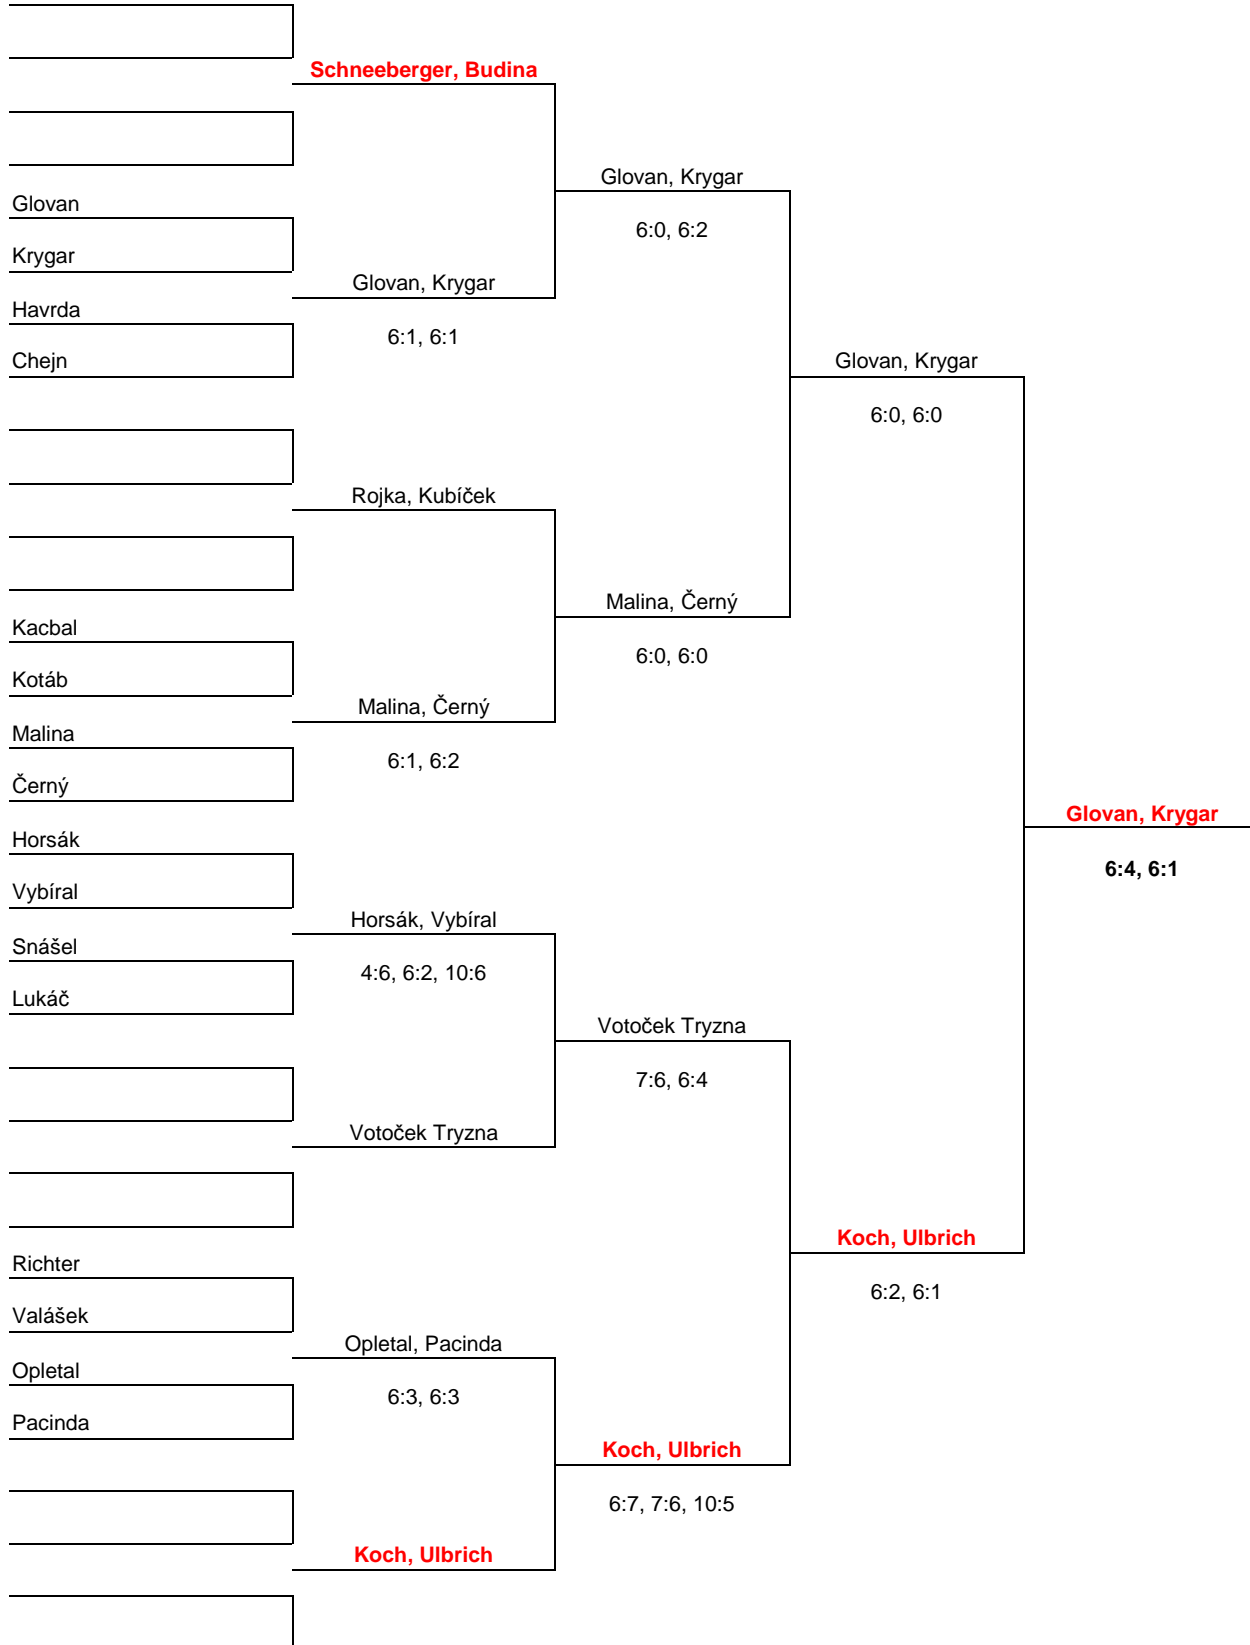 Schneeberger, Budina
Glovan, Krygar
Glovan
6:0, 6:2
Krygar
Glovan, Krygar
Havrda
6:1, 6:1
Chejn
Glovan, Krygar
6:0, 6:0
Rojka, Kubíček
Malina, Černý
Kacbal
6:0, 6:0
Kotáb
Malina, Černý
Malina
6:1, 6:2
Černý
Glovan, Krygar
Horsák
6:4, 6:1
Vybíral
Horsák, Vybíral
Snášel
4:6, 6:2, 10:6
Lukáč
Votoček Tryzna
7:6, 6:4
Votoček Tryzna
Koch, Ulbrich
Richter
6:2, 6:1
Valášek
Opletal, Pacinda
Opletal
6:3, 6:3
Pacinda
Koch, Ulbrich
6:7, 7:6, 10:5
Koch, Ulbrich